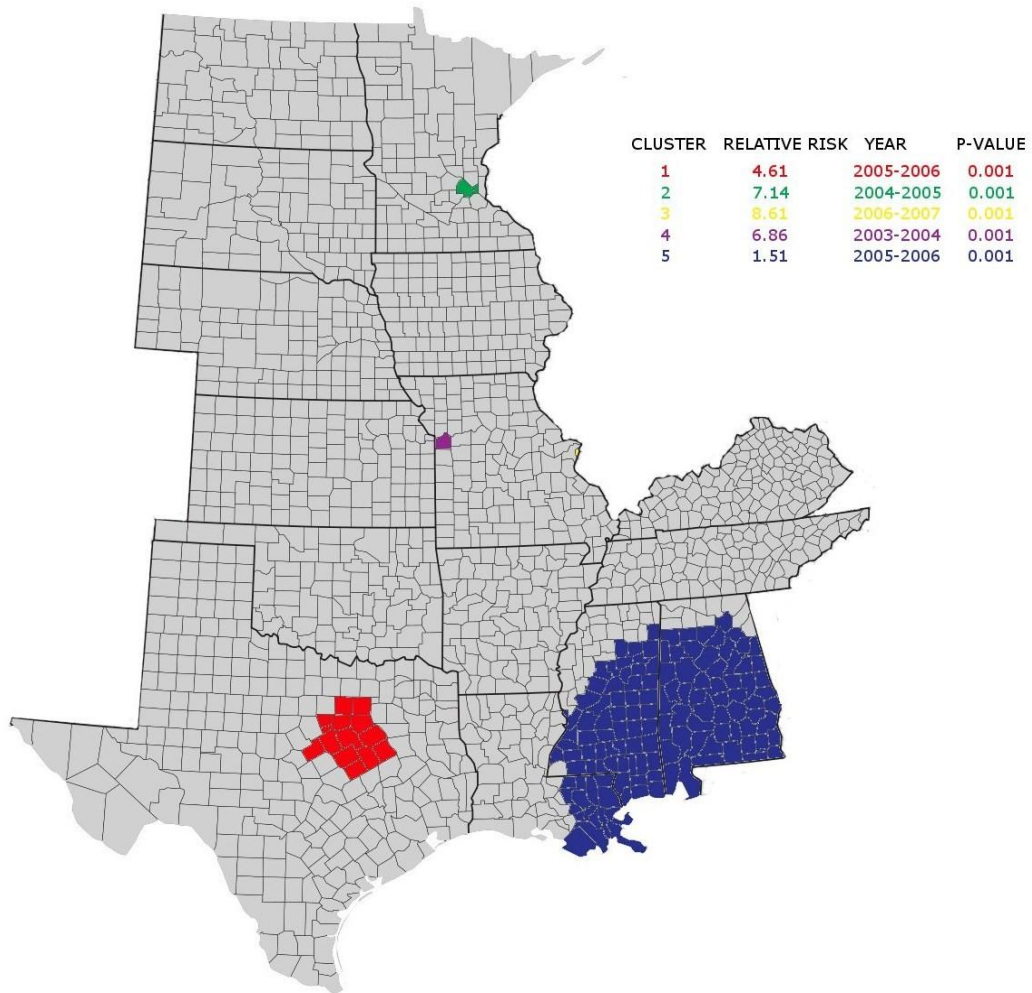 CLUSTER RELATIVE RISK YEAR P-VALUE
1 4.61 2005-2006 0.001
2 7.14 2004-2005 0.001
3 8.61 2006-2007 0.001
4 6.86 2003-2004 0.001
5 1.51 2005-2006 0.001